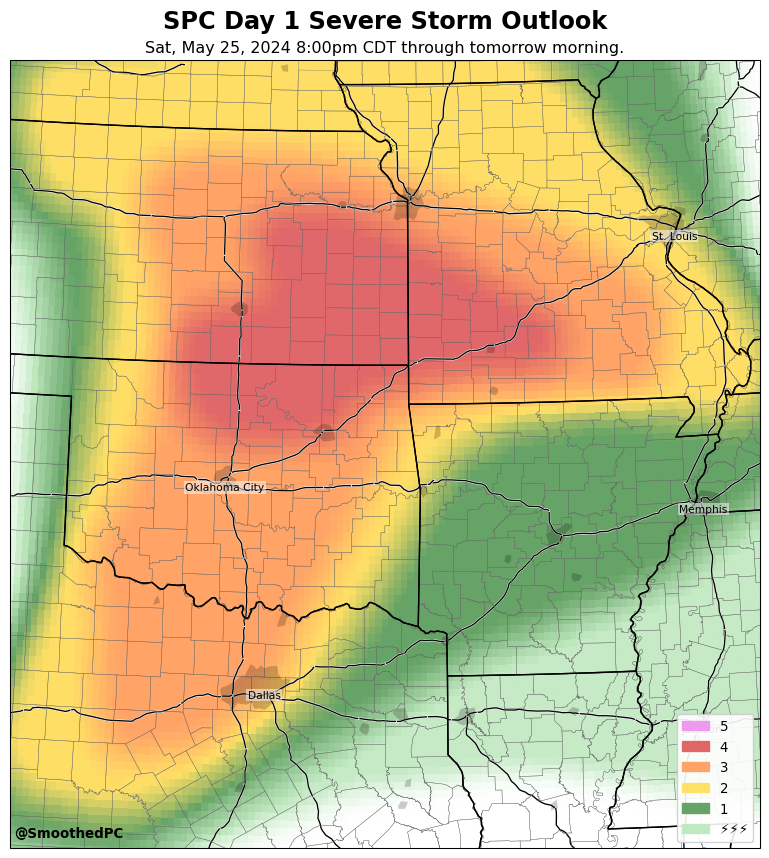 SPC Day 1 Severe Storm Outlook
Sat, May 25, 2024 8:00pm CDT through tomorrow morning.
St. Louis
Oklahoma City
Memphis
Dallas
5
4
3
2
1
⚡⚡⚡
@SmoothedPC